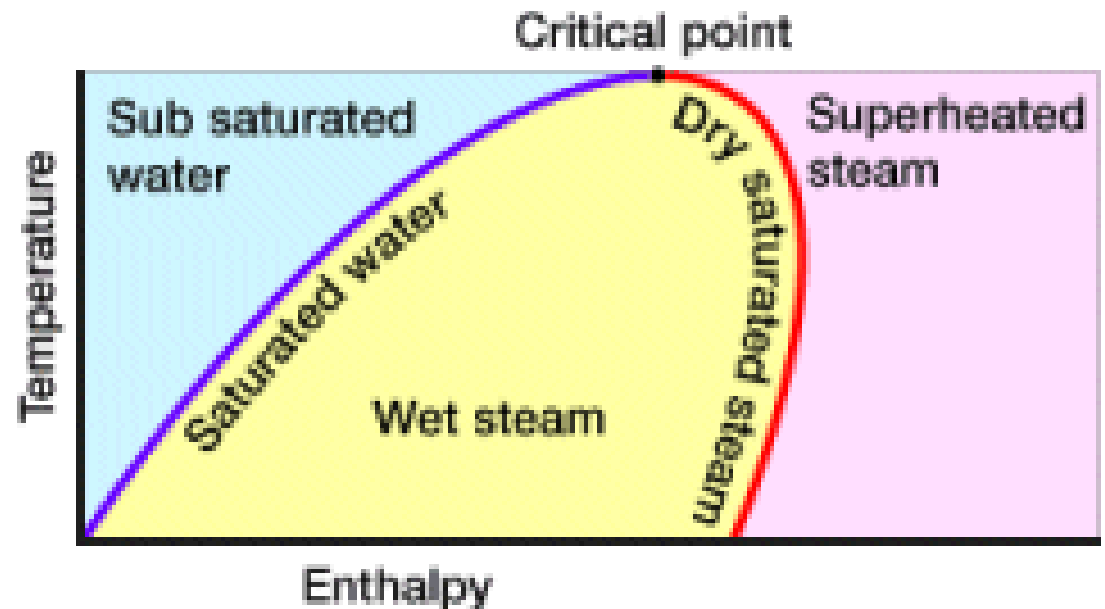 Critical point
Sub saturated
water
Superheated
steam
Dry saturated steam
Saturated water
Wet steam
Temperature
Enthalpy